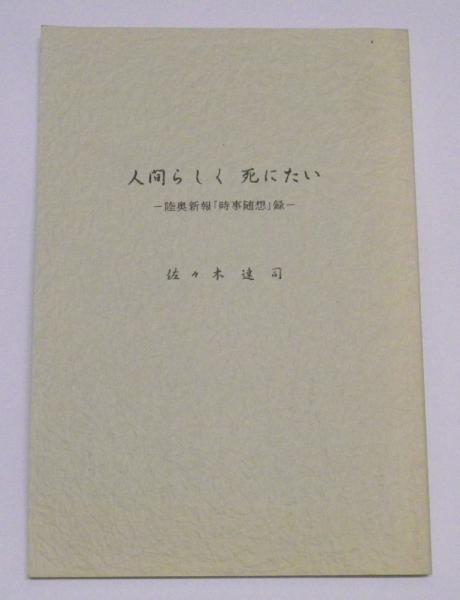 人間らしく 死にたい
－陸奥新報「時事随想」録－
佐々木 達 司